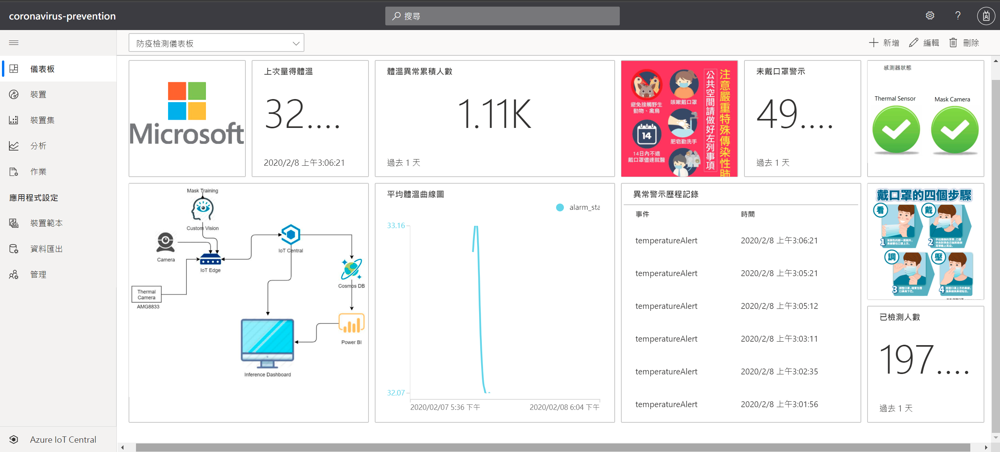 coronavirus-prevention
搜尋
防疫檢測儀表板
新增
編輯
刪除
儀表板
裝置
裝置集
分析
作業
應用程式設定
裝置範本
資料匯出
管理
Azure IoT Central
Microsoft
上次量得體溫
32....
2020/2/8 上午3:06:21
體溫異常累積人數
1.11K
過去 1 天
注意嚴重特殊傳染性肺
公共空間請做好左列事項
避免接觸野生
動物、禽鳥
咳嗽戴口罩
肥皂勤洗手
14
14日內不適
戴口罩儘速就醫
未戴口罩警示
49....
過去 1 天
感測器狀態
Thermal Sensor
Mask Camera
Mask Training
Custom Vision
Camera
IoT Edge
IoT Central
Thermal
Camera
AMG8833
Cosmos DB
Power BI
Inference Dashboard
平均體溫曲線圖
alarm_sta
33.16
32.07
2020/02/07 5:36 下午
2020/02/08 6:04 下午
異常警示歷程記錄
事件 時間
temperatureAlert 2020/2/8 上午3:06:21
temperatureAlert 2020/2/8 上午3:05:21
temperatureAlert 2020/2/8 上午3:05:12
temperatureAlert 2020/2/8 上午3:03:11
temperatureAlert 2020/2/8 上午3:02:35
temperatureAlert 2020/2/8 上午3:01:56
戴口罩的四個步驟
看
戴
1
2
調
壓
3
4
已檢測人數
197....
過去 1 天